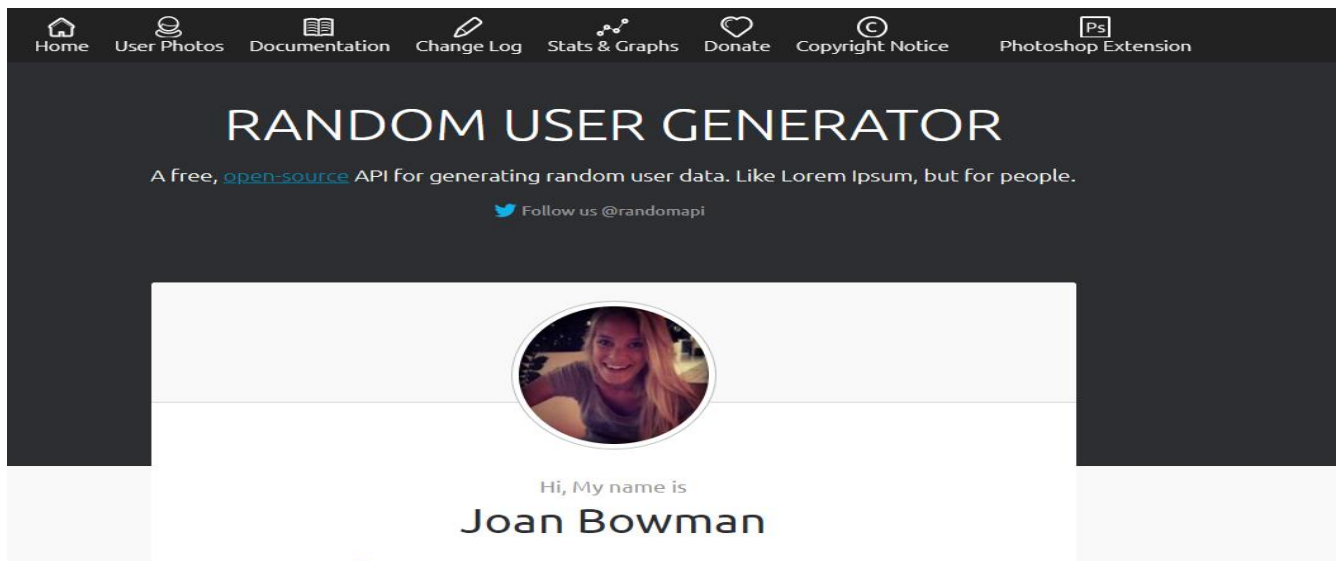 Home User Photos Documentation Change Log Stats & Graphs Donate Copyright Notice Photoshop Extension
RANDOM USER GENERATOR
A free, open-source API for generating random user data. Like Lorem Ipsum, but for people.
Follow us @randomapi
Hi, My name is
Joan Bowman